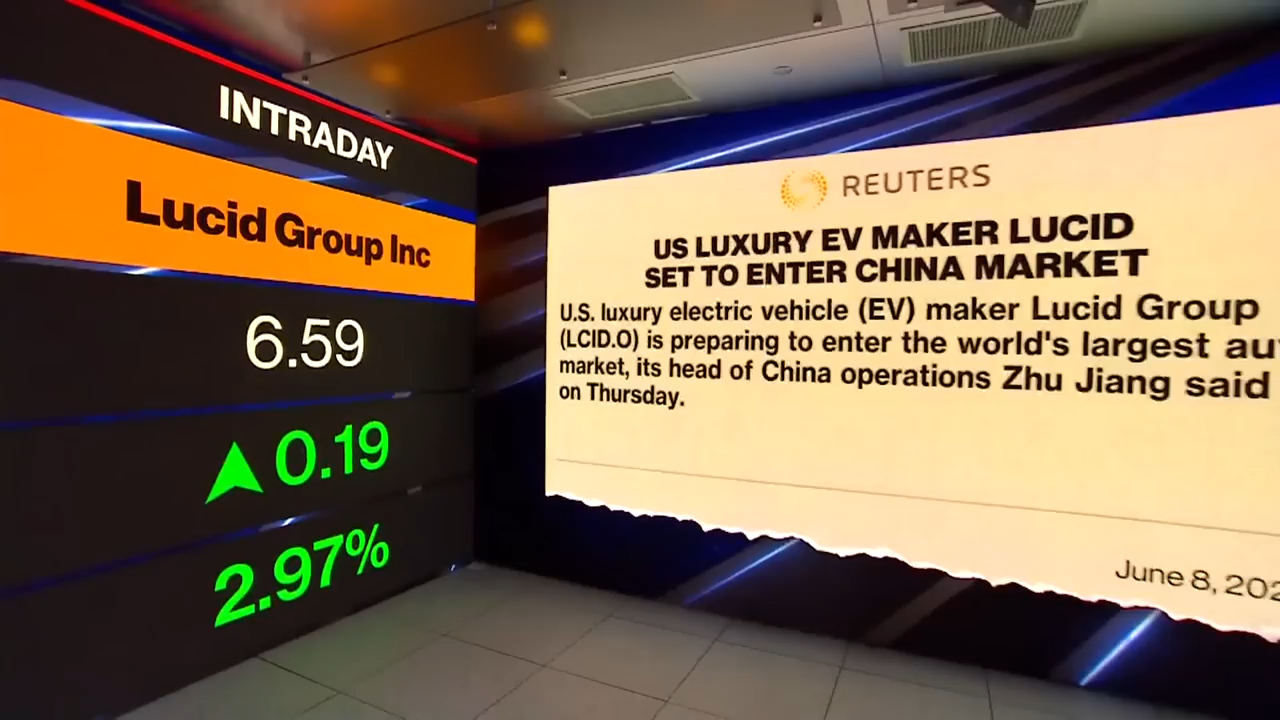 INTRADAY
Lucid Group Inc
6.59
▲ 0.19
2.97%
REUTERS
US LUXURY EV MAKER LUCID
SET TO ENTER CHINA MARKET
U.S. luxury electric vehicle (EV) maker Lucid Group
(LCID.O) is preparing to enter the world's largest
market, its head of China operations Zhu Jiang said
on Thursday.
June 8,